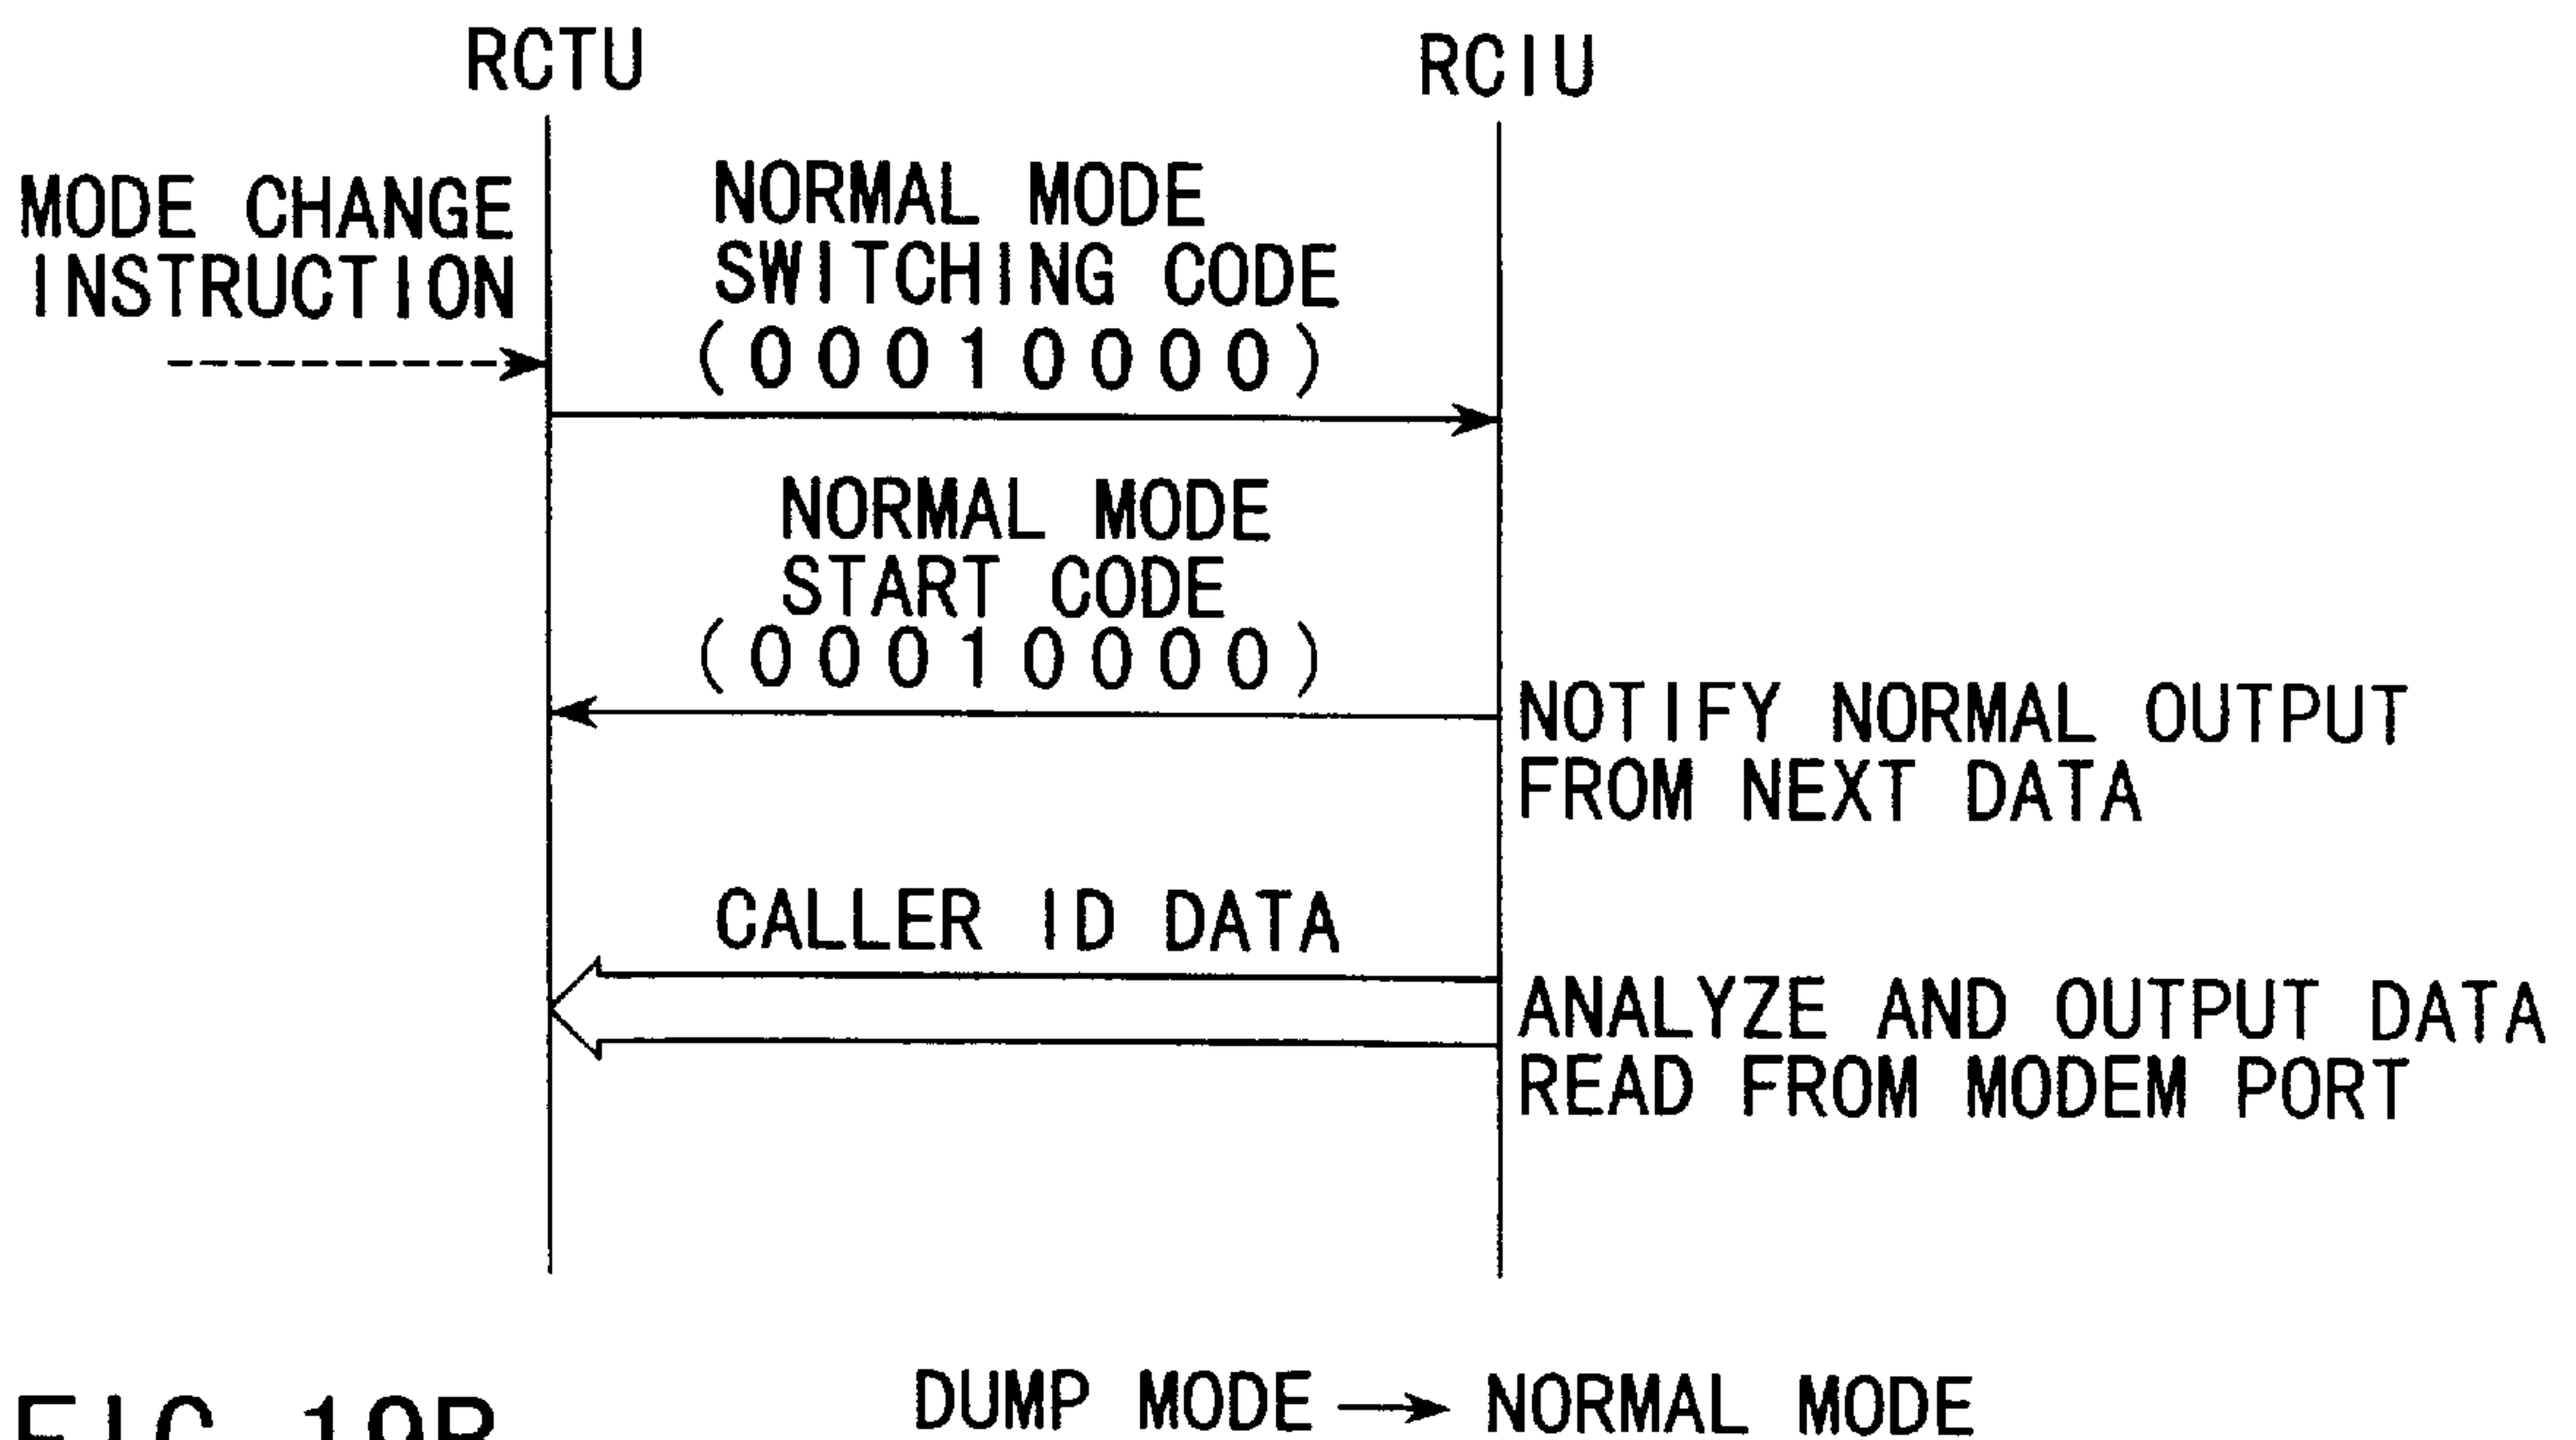 RCTU
RCIU
MODE CHANGE
INSTRUCTION
NORMAL MODE
SWITCHING CODE
(00010000)
NORMAL MODE
START CODE
(00010000)
NOTIFY NORMAL OUTPUT
FROM NEXT DATA
CALLER ID DATA
ANALYZE AND OUTPUT DATA
READ FROM MODEM PORT
DUMP MODE → NORMAL MODE